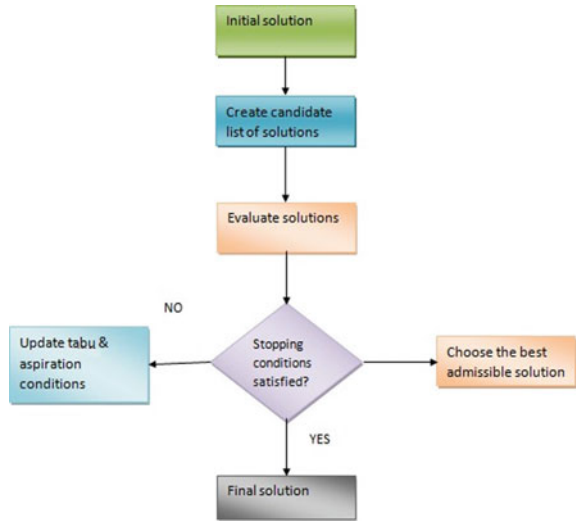 Initial solution
Create candidate
list of solutions
Evaluate solutions
NO
Update tabu &
aspiration
conditions
Stopping
conditions
satisfied?
Choose the best
admissible solution
YES
Final solution